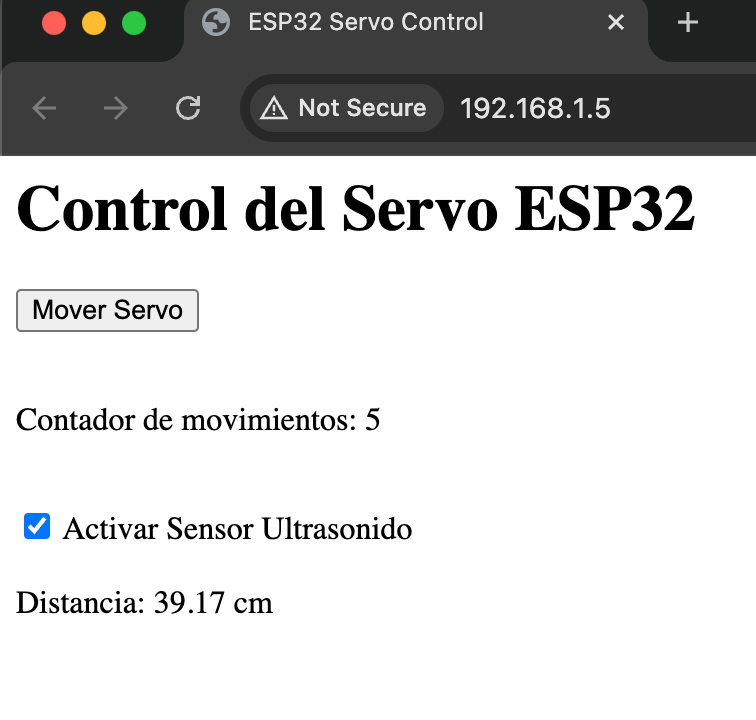 ESP32 Servo Control
Not Secure 192.168.1.5
Control del Servo ESP32
Mover Servo
Contador de movimientos: 5
Activar Sensor Ultrasonido
Distancia: 39.17 cm